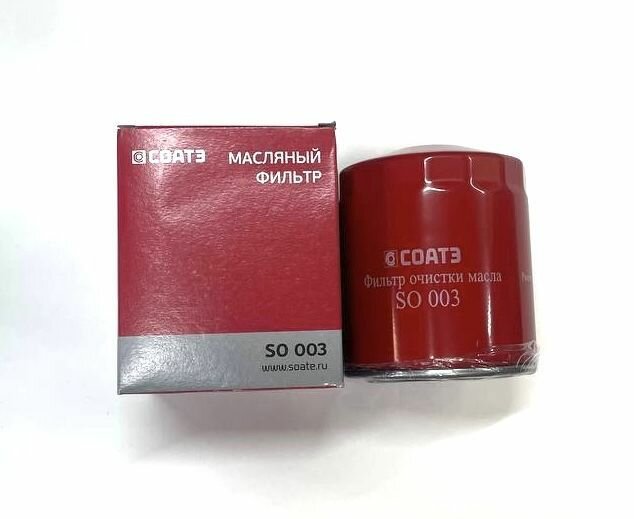 СОАТЭ
МАСЛЯНЫЙ
ФИЛЬТР
SO 003
www.soate.ru
СОАТЭ
Фильтр очистки масла
SO 003